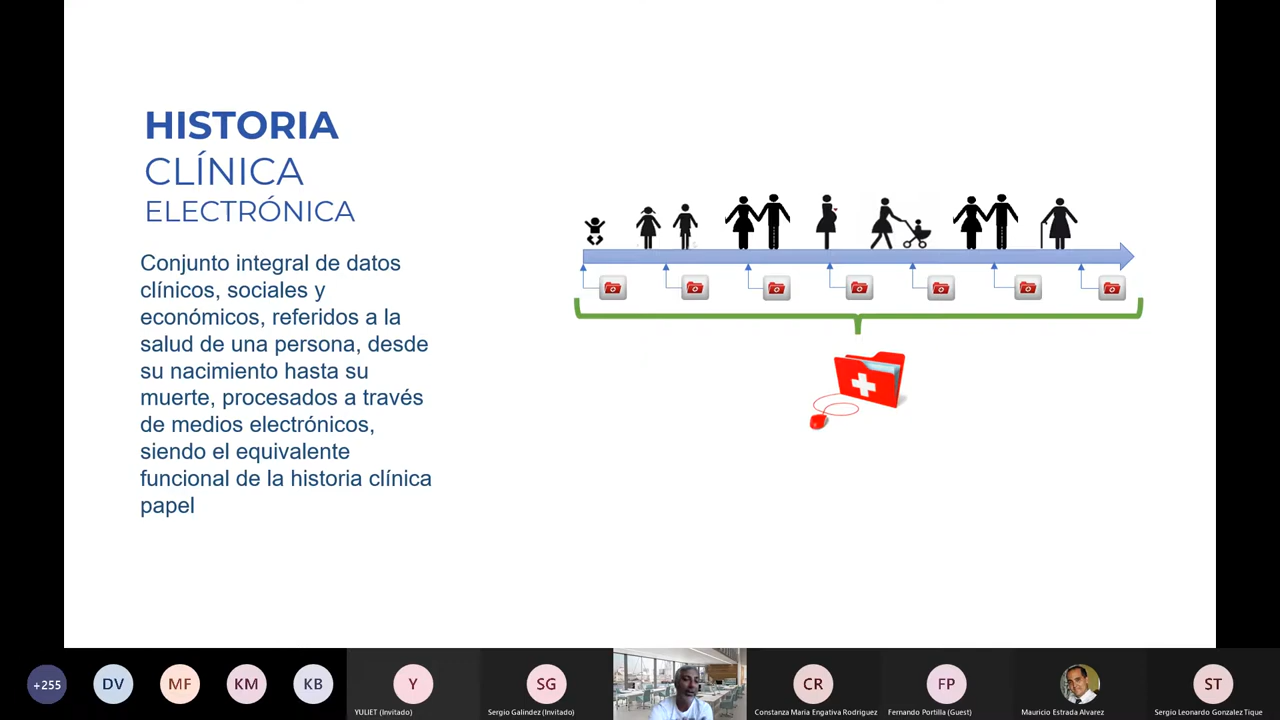 HISTORIA
CLÍNICA
ELECTRÓNICA
Conjunto integral de datos
clínicos, sociales y
económicos, referidos a la
salud de una persona, desde
su nacimiento hasta su
muerte, procesados a través
de medios electrónicos,
siendo el equivalente
funcional de la historia clínica
papel
+255
DV
MF
KM
KB
Y
YULIET (Invitado)
SG
Sergio Galindez (Invitado)
CR
Constanza María Engativa Rodriguez
FP
Fernando Portilla (Guest)
Mauricio Estrada Alvarez
ST
Sergio Leonardo Gonzalez Tique